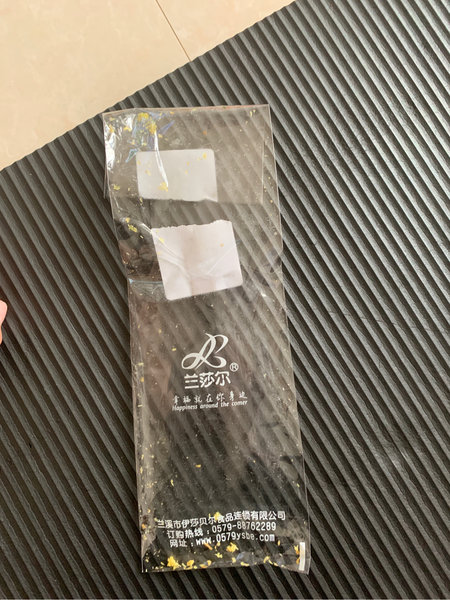 兰莎尔®
幸福就在你身边
Happiness around the corner
兰溪市伊莎贝尔食品连锁有限公司
订购热线：0579-88762289
网址：www.0579ysbe.com